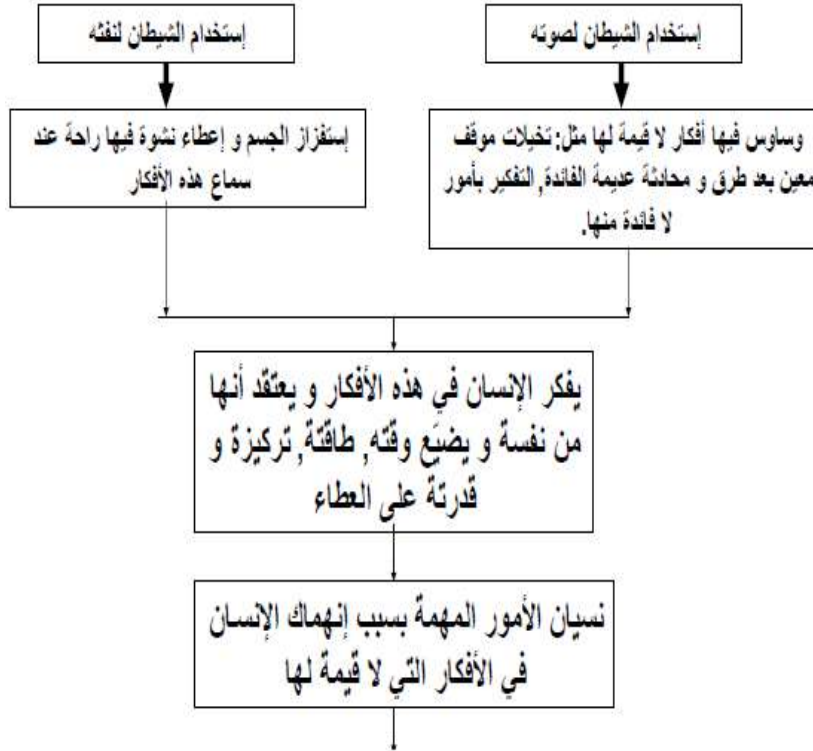 إستخدام الشيطان لصوته
إستخدام الشيطان لنفثه
وساوس فيها أفكار لا قيمة لها مثل: تخيلات موقف
معين بعد طرق و محادثة عديمة الفائدة, التفكير بأمور
لا فائدة منها.
إستفزاز الجسم و إعطاء نشوة فيها راحة عند
سماع هذه الأفكار
يفكر الإنسان في هذه الأفكار و يعتقد أنها
من نفسة و يضيَع وقته, طاقتة, تركيزة و
قدرتة على العطاء
نسيان الأمور المهمة بسبب إنهماك الإنسان
في الأفكار التي لا قيمة لها